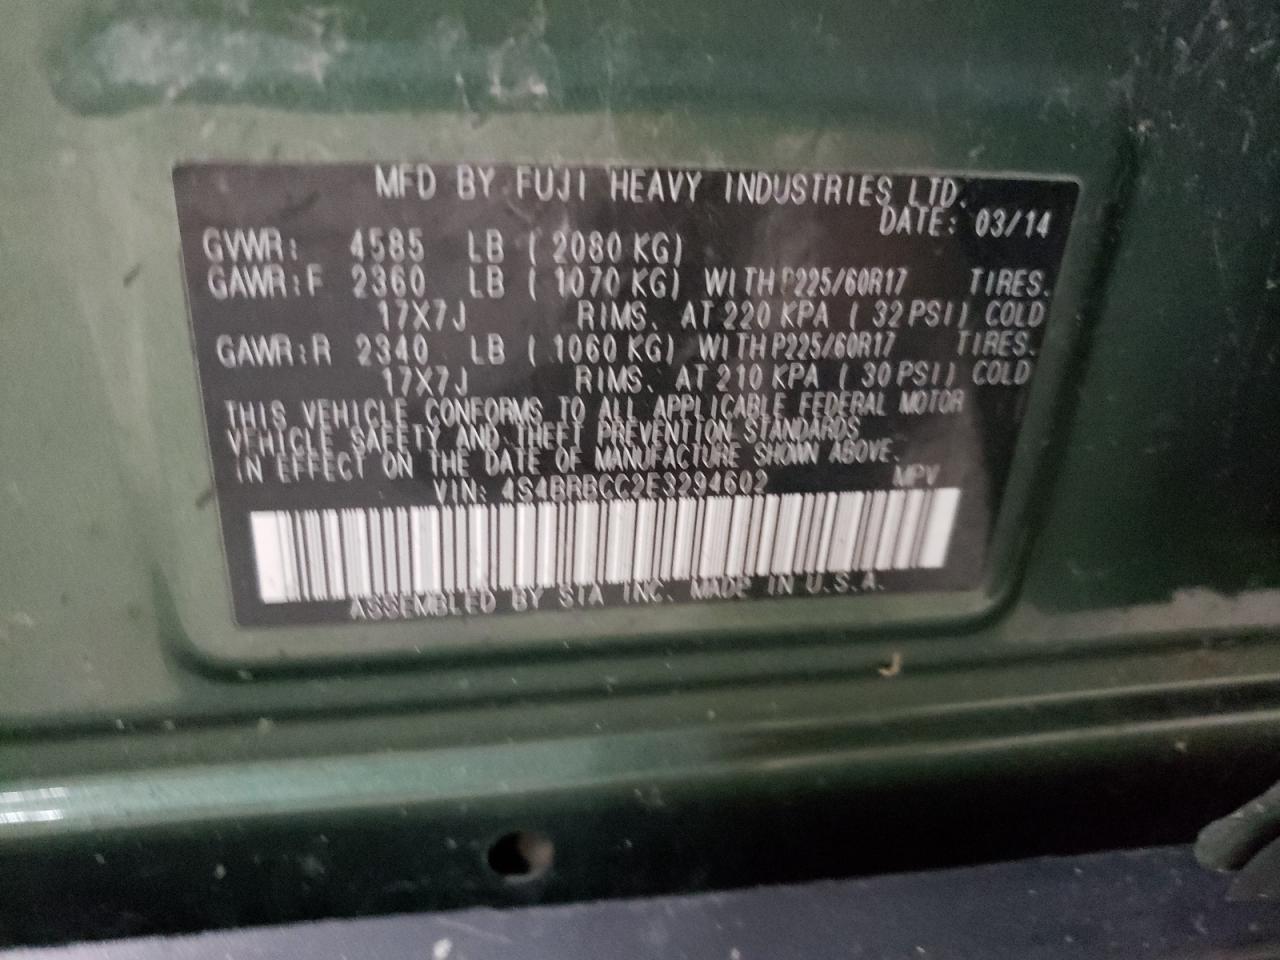 MFD BY FUJI HEAVY INDUSTRIES LTD.
DATE: 03/14
GVWR: 4585 LB ( 2080 KG)
GAWR:F 2360 LB ( 1070 KG) WITH P225/60R17 TIRES.
17X7J RIMS. AT 220 KPA ( 32 PSI) COLD
GAWR:R 2340 LB ( 1060 KG) WITH P225/60R17 TIRES.
17X7J RIMS. AT 210 KPA ( 30 PSI) COLD
THIS VEHICLE CONFORMS TO ALL APPLICABLE FEDERAL MOTOR
VEHICLE SAFETY AND THEFT PREVENTION STANDARDS
IN EFFECT ON THE DATE OF MANUFACTURE SHOWN ABOVE.
VIN: 4S4BRBCC2E3294602 MPV
ASSEMBLED BY SIA INC. MADE IN U.S.A.